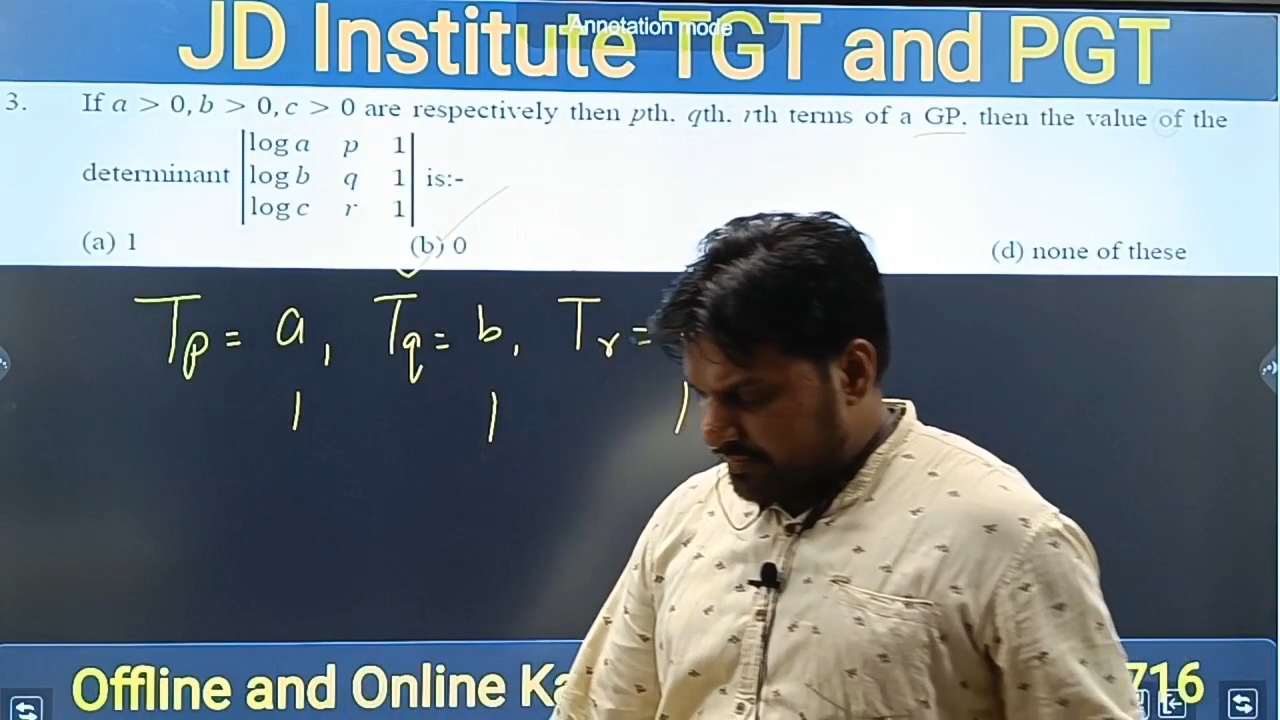 JD Institute TGT and PGT
Annotation mode
3. If a > 0, b > 0, c > 0 are respectively then pth. qth. rth terms of a GP. then the value of the
determinant |log a p 1| is:-
|log b q 1|
|log c r 1|
(a) 1 (b) 0 (d) none of these
Tp = a, Tq = b, Tr =
1 1 1
Offline and Online 716